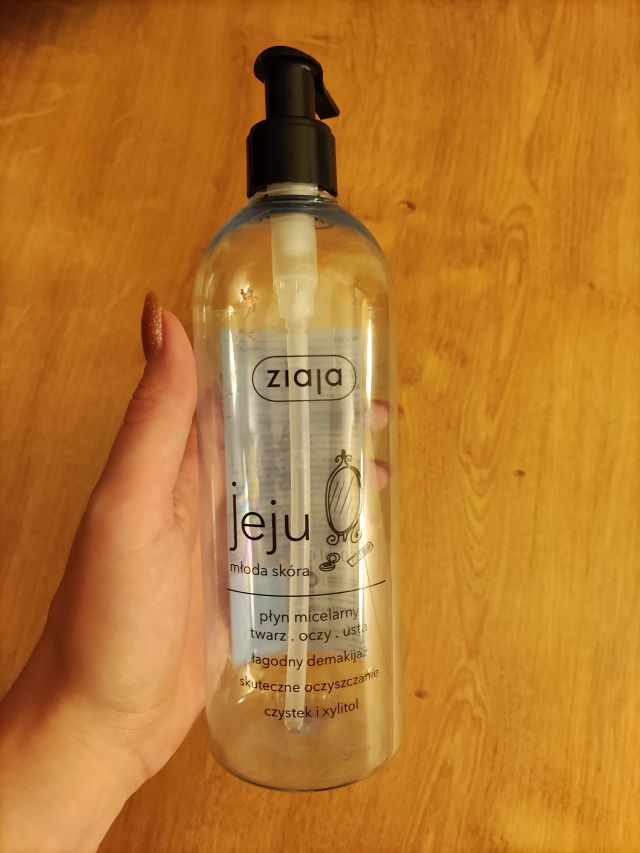 ziaja
jeju
młoda skóra
płyn micelarny
twarz . oczy . usta
łagodny demakijaż
skuteczne oczyszczanie
czystek i xylitol